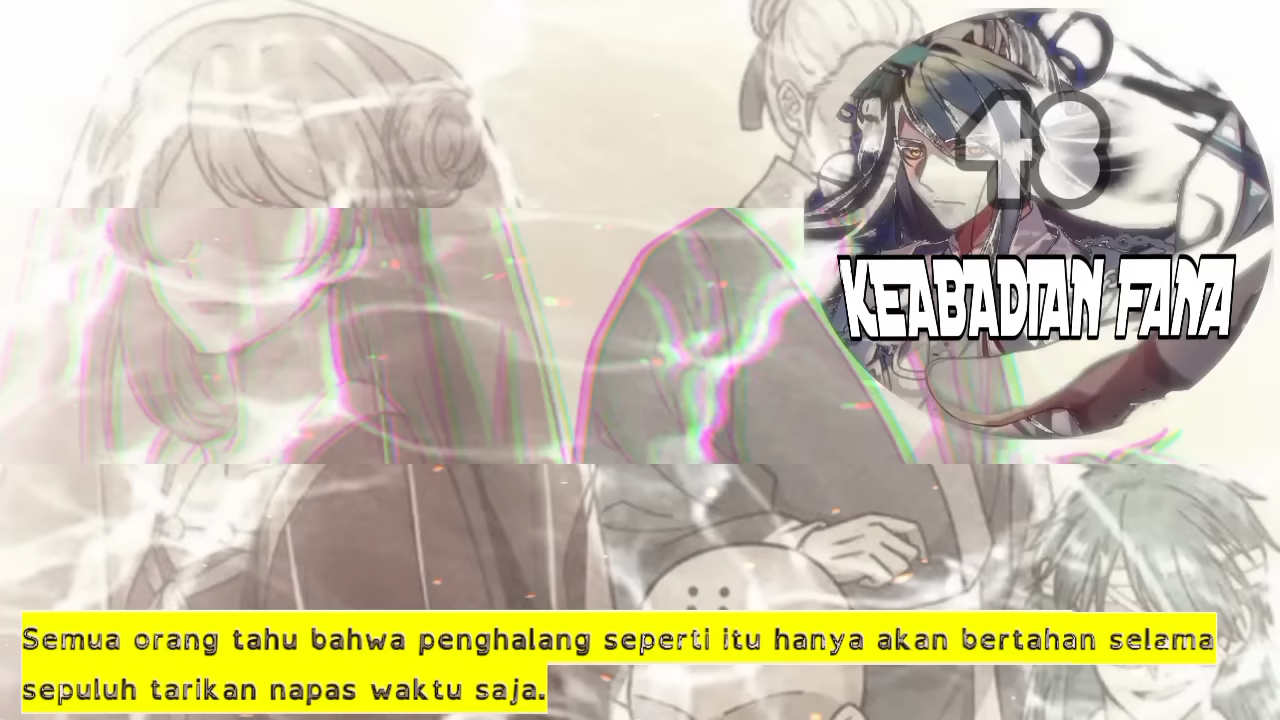 48
KEABADIAN FANA
Semua orang tahu bahwa penghalang seperti itu hanya akan bertahan selama
sepuluh tarikan napas waktu saja.